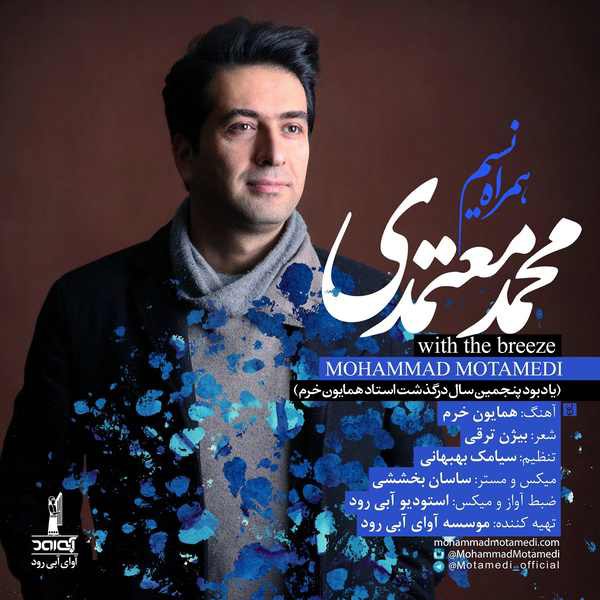 همراه نسیم
محمد معتمدی
with the breeze
MOHAMMAD MOTAMEDI
(یادبود پنجمین سال درگذشت استاد همایون خرم)
آهنگ: همایون خرم
شعر: بیژن ترقی
تنظیم: سیامک بهبهانی
میکس و مستر: ساسان بخششی
ضبط آواز و میکس: استودیو آبی رود
تهیه کننده: موسسه آوای آبی رود
mohammadmotamedi.com
@MohammadMotamedi
@Motamedi_official
آبی رود
آوای آبی رود